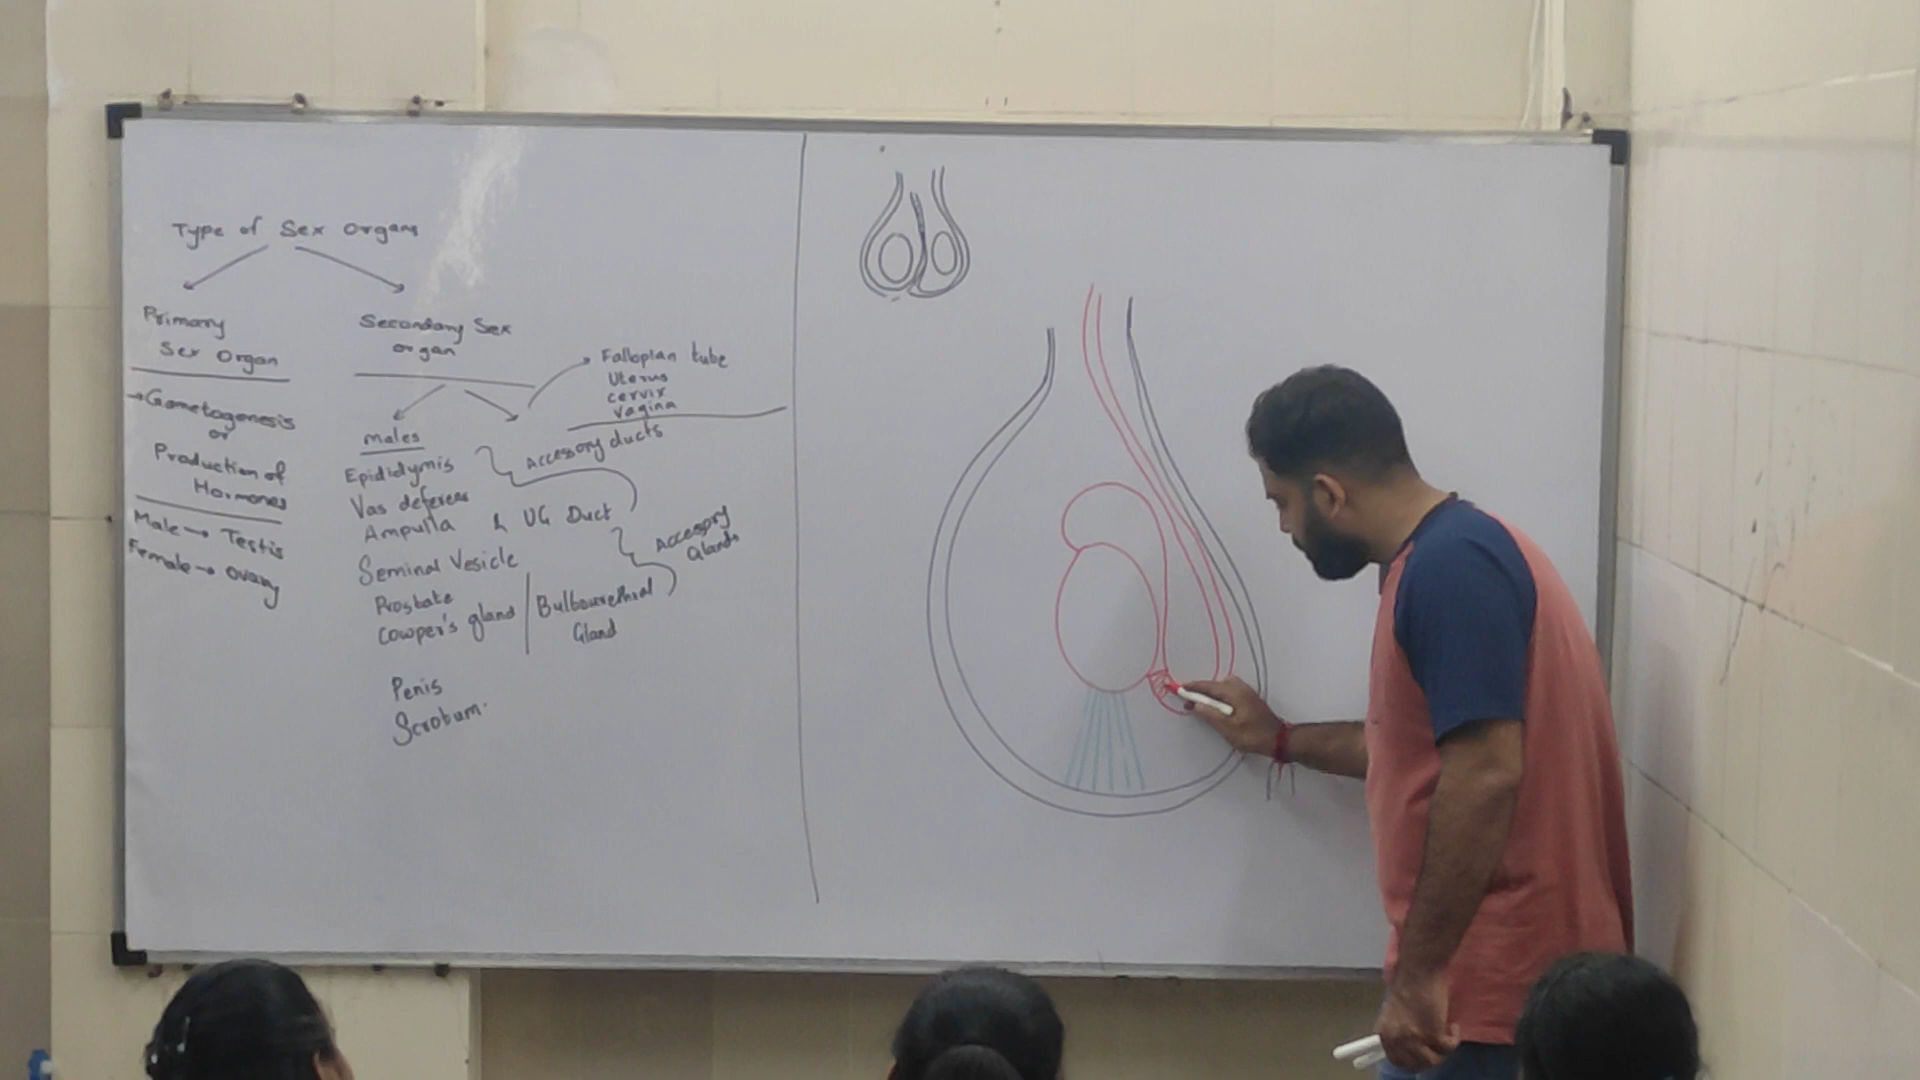 Type of Sex Organs
Primary
Sex Organ
→ Gametogenesis
or
Production of
Hormones
Male → Testis
Female → Ovary
Secondary Sex
organ
Fallopian tube
Uterus
cervix
Vagina
males
Epididymis
Vas deferens
Ampulla
Accessory ducts
& UG Duct
Seminal Vesicle
Prostate
Cowper's gland / Bulbourethral
Gland
Accessory
Glands
Penis
Scrotum.